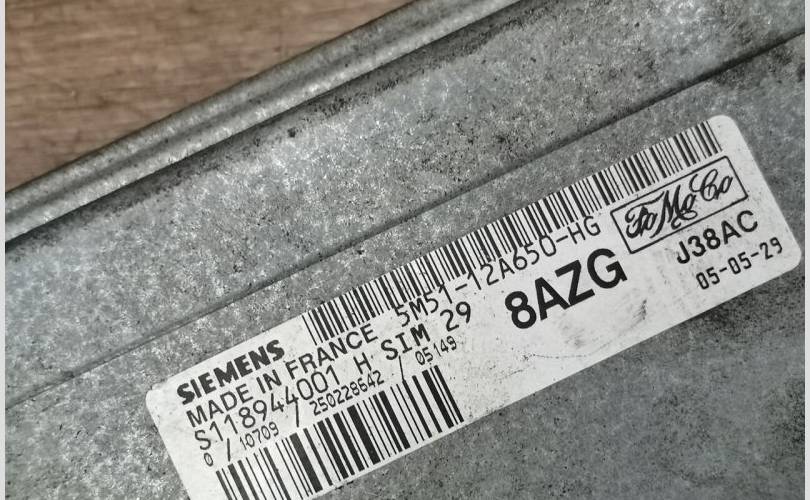 SIEMENS
MADE IN FRANCE 5M51-12A650-HG
S118944001 H SIM 29
0 / 10709 / 250228642 / 05149
8AZG
FoMoCo
J38AC
05-05-29